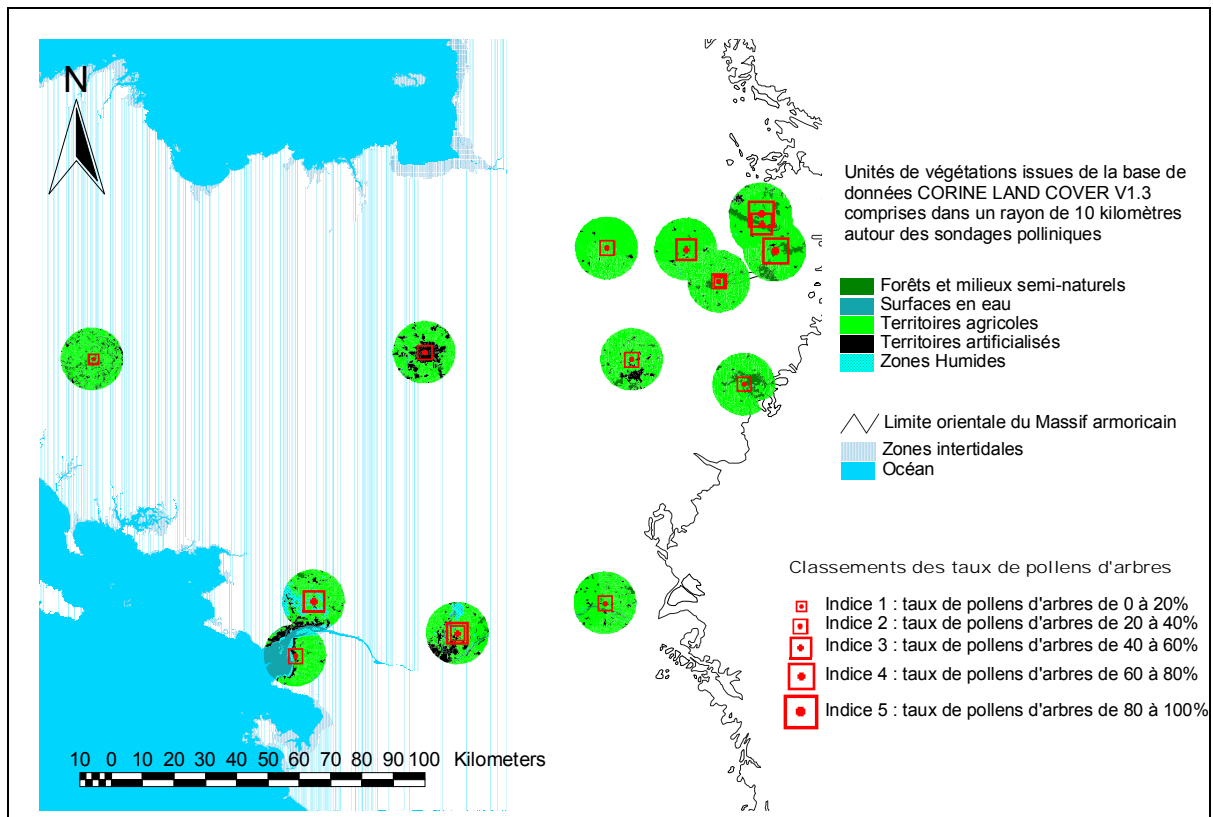 N
Unités de végétations issues de la base de
données CORINE LAND COVER V1.3
comprises dans un rayon de 10 kilomètres
autour des sondages polliniques
Forêts et milieux semi-naturels
Surfaces en eau
Territoires agricoles
Territoires artificialisés
Zones Humides
Limite orientale du Massif armoricain
Zones intertidales
Océan
Classements des taux de pollens d'arbres
Indice 1 : taux de pollens d'arbres de 0 à 20%
Indice 2 : taux de pollens d'arbres de 20 à 40%
Indice 3 : taux de pollens d'arbres de 40 à 60%
Indice 4 : taux de pollens d'arbres de 60 à 80%
Indice 5 : taux de pollens d'arbres de 80 à 100%
10 0 10 20 30 40 50 60 70 80 90 100 Kilometers